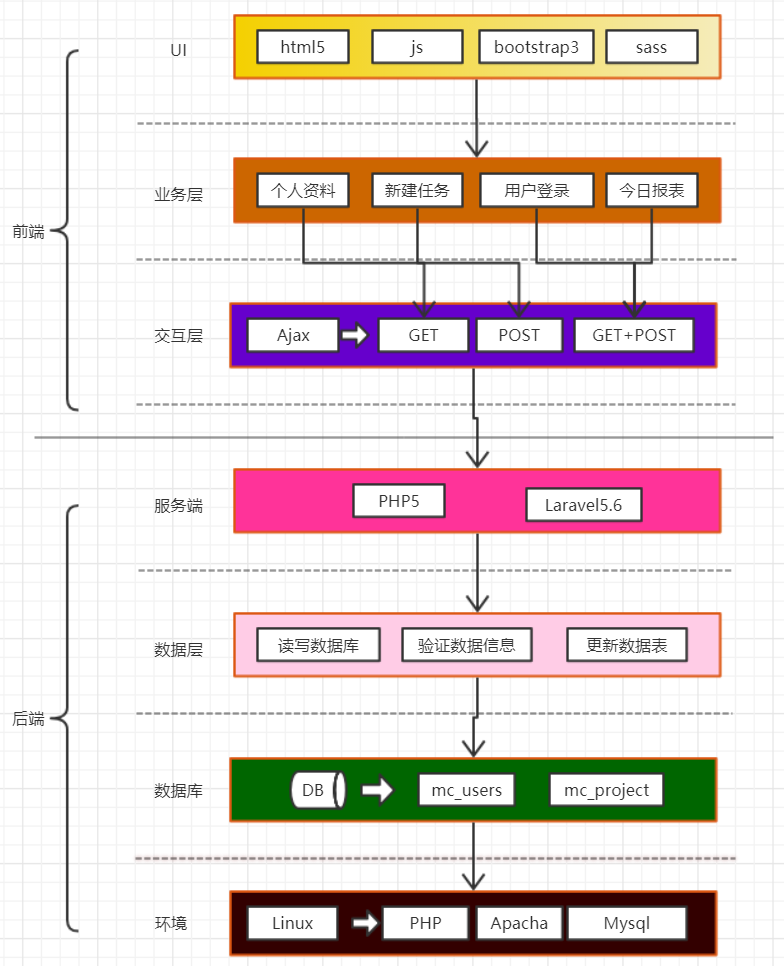 UI
html5
js
bootstrap3
sass
业务层
个人资料
新建任务
用户登录
今日报表
前端
交互层
Ajax
GET
POST
GET+POST
服务端
PHP5
Laravel5.6
数据层
读写数据库
验证数据信息
更新数据表
后端
数据库
DB
mc_users
mc_project
环境
Linux
PHP
Apacha
Mysql